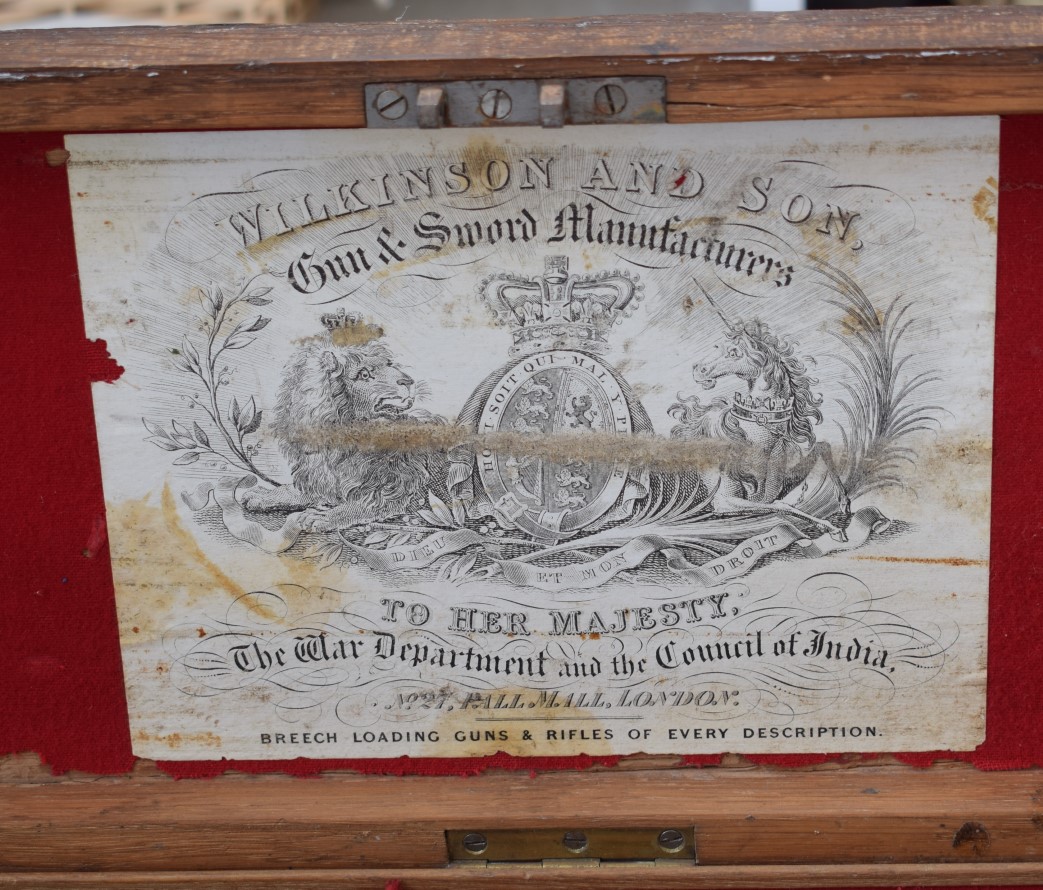 WILKINSON AND SON,
Gun & Sword Manufacturers
HONI SOIT QUI MAL Y PENSE
DIEU ET MON DROIT
TO HER MAJESTY,
The War Department and the Council of India,
No. 27, PALL MALL, LONDON.
BREECH LOADING GUNS & RIFLES OF EVERY DESCRIPTION.